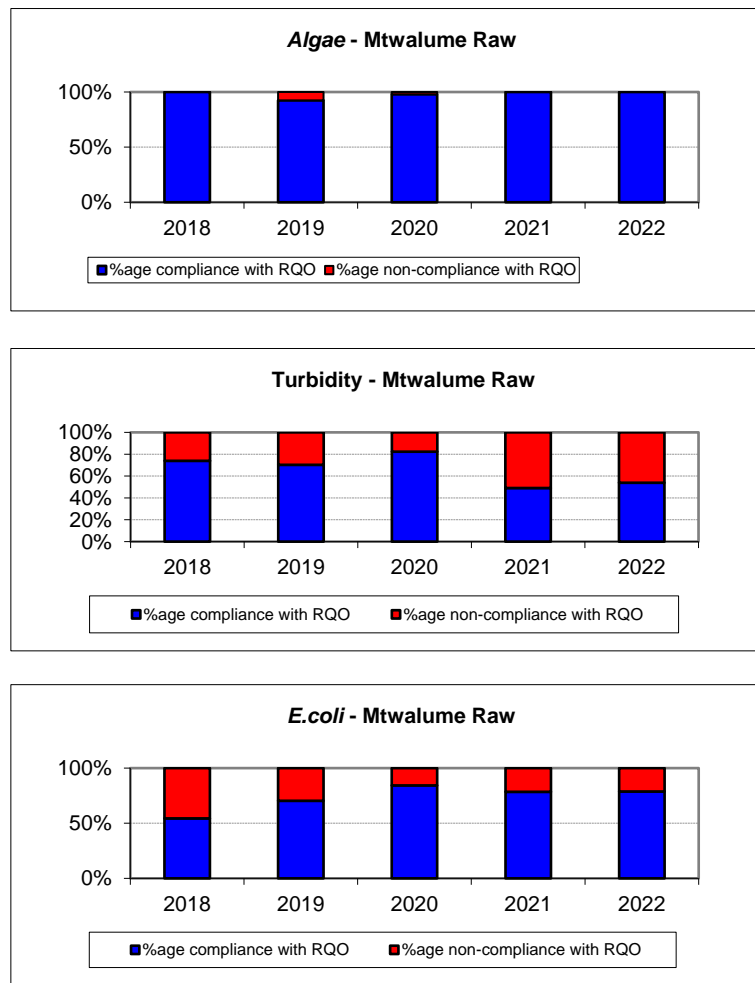 Algae - Mtwalume Raw
100%
50%
0%
2018 2019 2020 2021 2022
%age compliance with RQO %age non-compliance with RQO
Turbidity - Mtwalume Raw
100%
80%
60%
40%
20%
0%
2018 2019 2020 2021 2022
%age compliance with RQO %age non-compliance with RQO
E.coli - Mtwalume Raw
100%
50%
0%
2018 2019 2020 2021 2022
%age compliance with RQO %age non-compliance with RQO